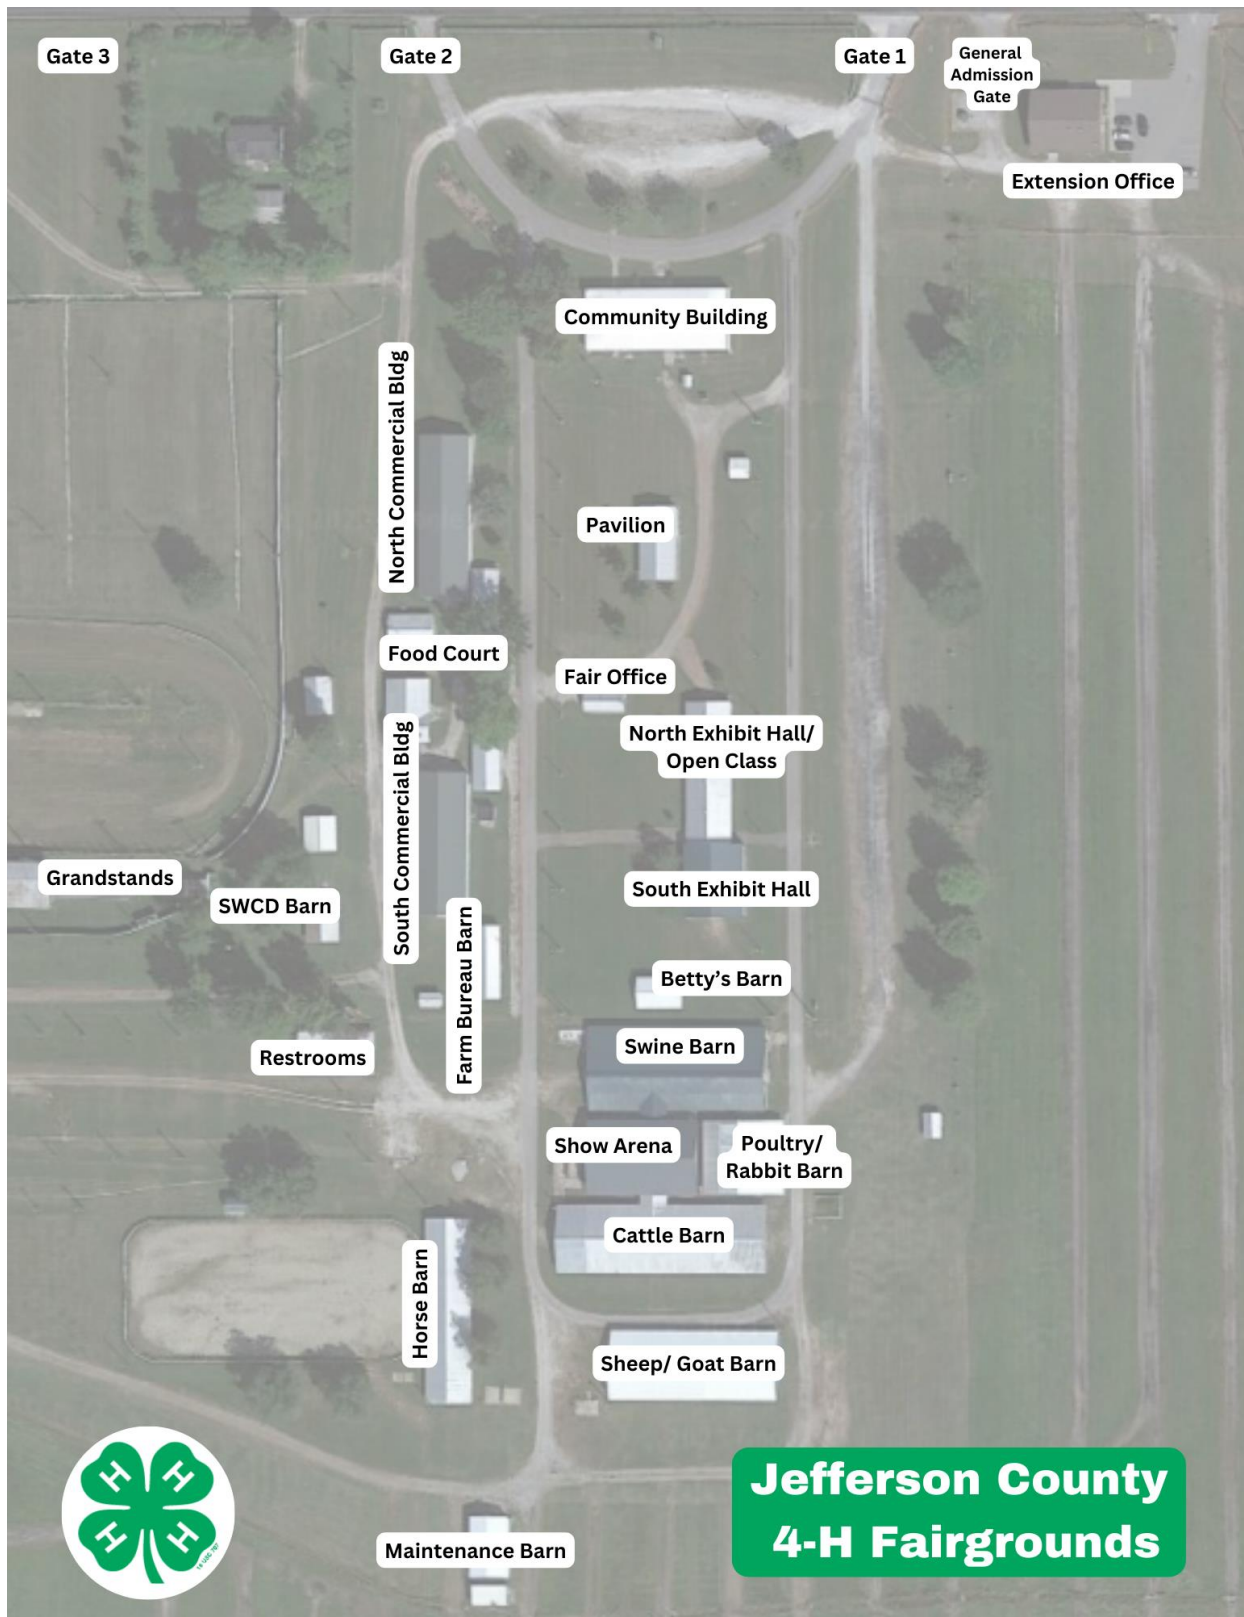 Gate 3
Gate 2
Gate 1
General
Admission
Gate
Extension Office
Community Building
North Commercial Bldg
Pavilion
Food Court
Fair Office
North Exhibit Hall/
Open Class
South Commercial Bldg
Grandstands
South Exhibit Hall
SWCD Barn
Farm Bureau Barn
Betty’s Barn
Restrooms
Swine Barn
Show Arena
Poultry/
Rabbit Barn
Cattle Barn
Horse Barn
Sheep/ Goat Barn
H H
H H
18 USC 707
Jefferson County
4-H Fairgrounds
Maintenance Barn